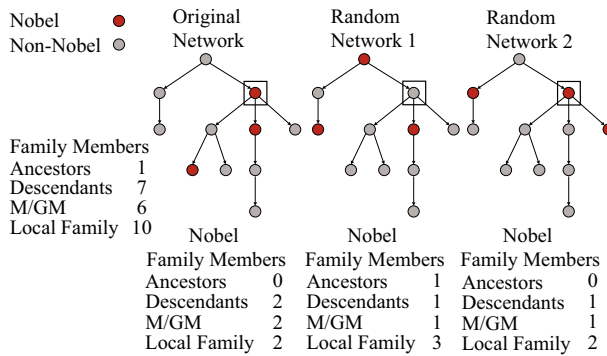 Nobel
Non-Nobel
Original
Network
Random
Network 1
Random
Network 2
Family Members
Ancestors 1
Descendants 7
M/GM 6
Local Family 10
Nobel
Family Members
Ancestors 0
Descendants 2
M/GM 2
Local Family 2
Nobel
Family Members
Ancestors 1
Descendants 1
M/GM 1
Local Family 3
Nobel
Family Members
Ancestors 0
Descendants 1
M/GM 1
Local Family 2